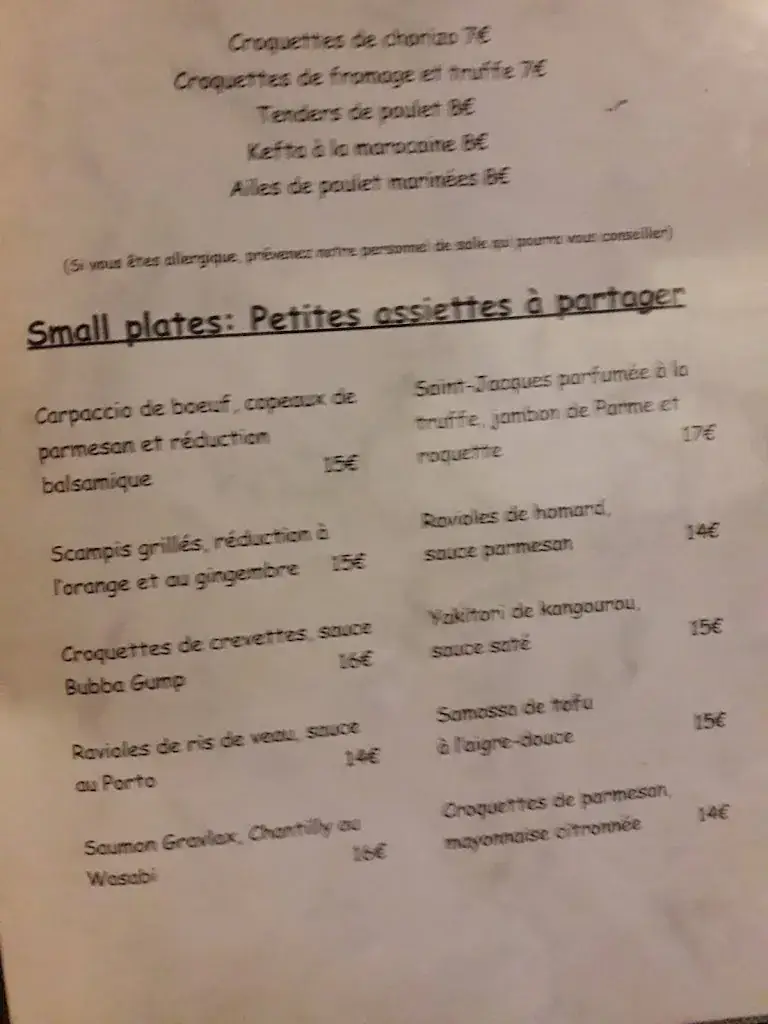 Croquettes de chorizo 7€
Croquettes de fromage et truffe 7€
Tenders de poulet 8€
Kefta à la marocaine 8€
Ailles de poulet marinées 8€
(Si vous êtes allergique, prévenez notre personnel de salle qui pourra vous conseiller)
Small plates: Petites assiettes à partager
Carpaccio de boeuf, copeaux de
parmesan et réduction
balsamique 15€
Scampis grillés, réduction à
l'orange et au gingembre 15€
Croquettes de crevettes, sauce
Bubba Gump 16€
Ravioles de ris de veau, sauce
au Porto 14€
Saumon Gravlax, Chantilly au
Wasabi 16€
Saint-Jacques parfumée à la
truffe, jambon de Parme et
roquette 17€
Ravioles de homard,
sauce parmesan 14€
Yakitori de kangourou,
sauce saté 15€
Samossa de tofu
à l'aigre-douce 15€
Croquettes de parmesan,
mayonnaise citronnée 14€